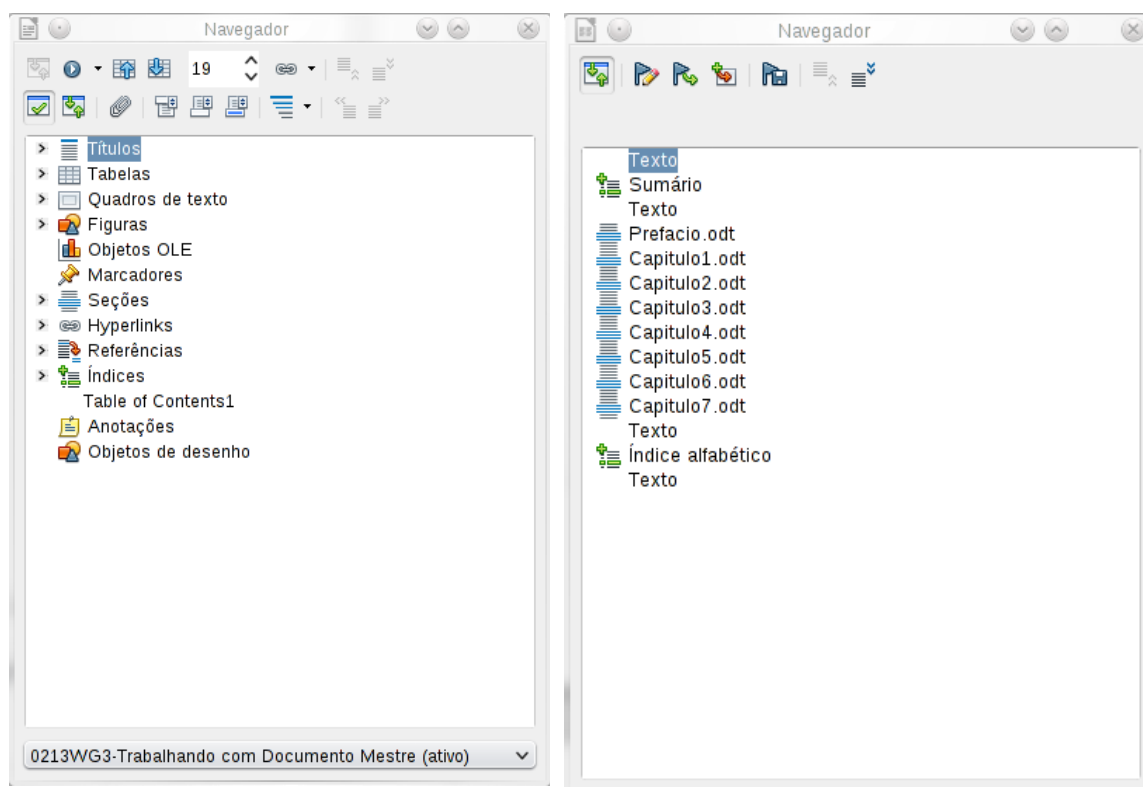 Navegador
19
Títulos
Tabelas
Quadros de texto
Figuras
Objetos OLE
Marcadores
Seções
Hyperlinks
Referências
Índices
Table of Contents1
Anotações
Objetos de desenho
0213WG3-Trabalhando com Documento Mestre (ativo)
Navegador
Texto
Sumário
Texto
Prefacio.odt
Capitulo1.odt
Capitulo2.odt
Capitulo3.odt
Capitulo4.odt
Capitulo5.odt
Capitulo6.odt
Capitulo7.odt
Texto
Índice alfabético
Texto